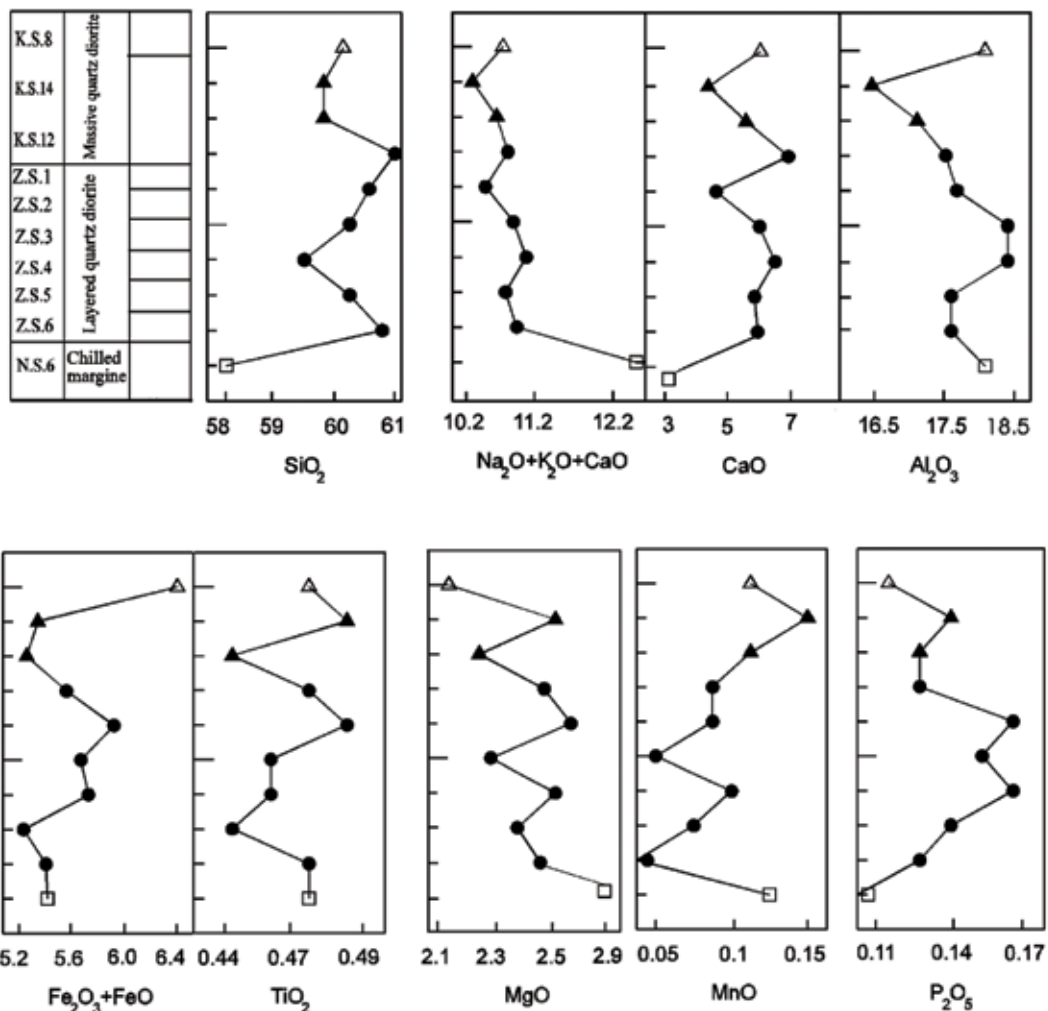 K.S.8
K.S.14
K.S.12
Massive quartz diorite
Z.S.1
Z.S.2
Z.S.3
Z.S.4
Z.S.5
Z.S.6
Layered quartz diorite
N.S.6
Chilled
margine
58 59 60 61
SiO₂
10.2 11.2 12.2
Na₂O+K₂O+CaO
3 5 7
CaO
16.5 17.5 18.5
Al₂O₃
5.2 5.6 6.0 6.4
Fe₂O₃+FeO
0.44 0.47 0.49
TiO₂
2.1 2.3 2.5 2.9
MgO
0.05 0.1 0.15
MnO
0.11 0.14 0.17
P₂O₅